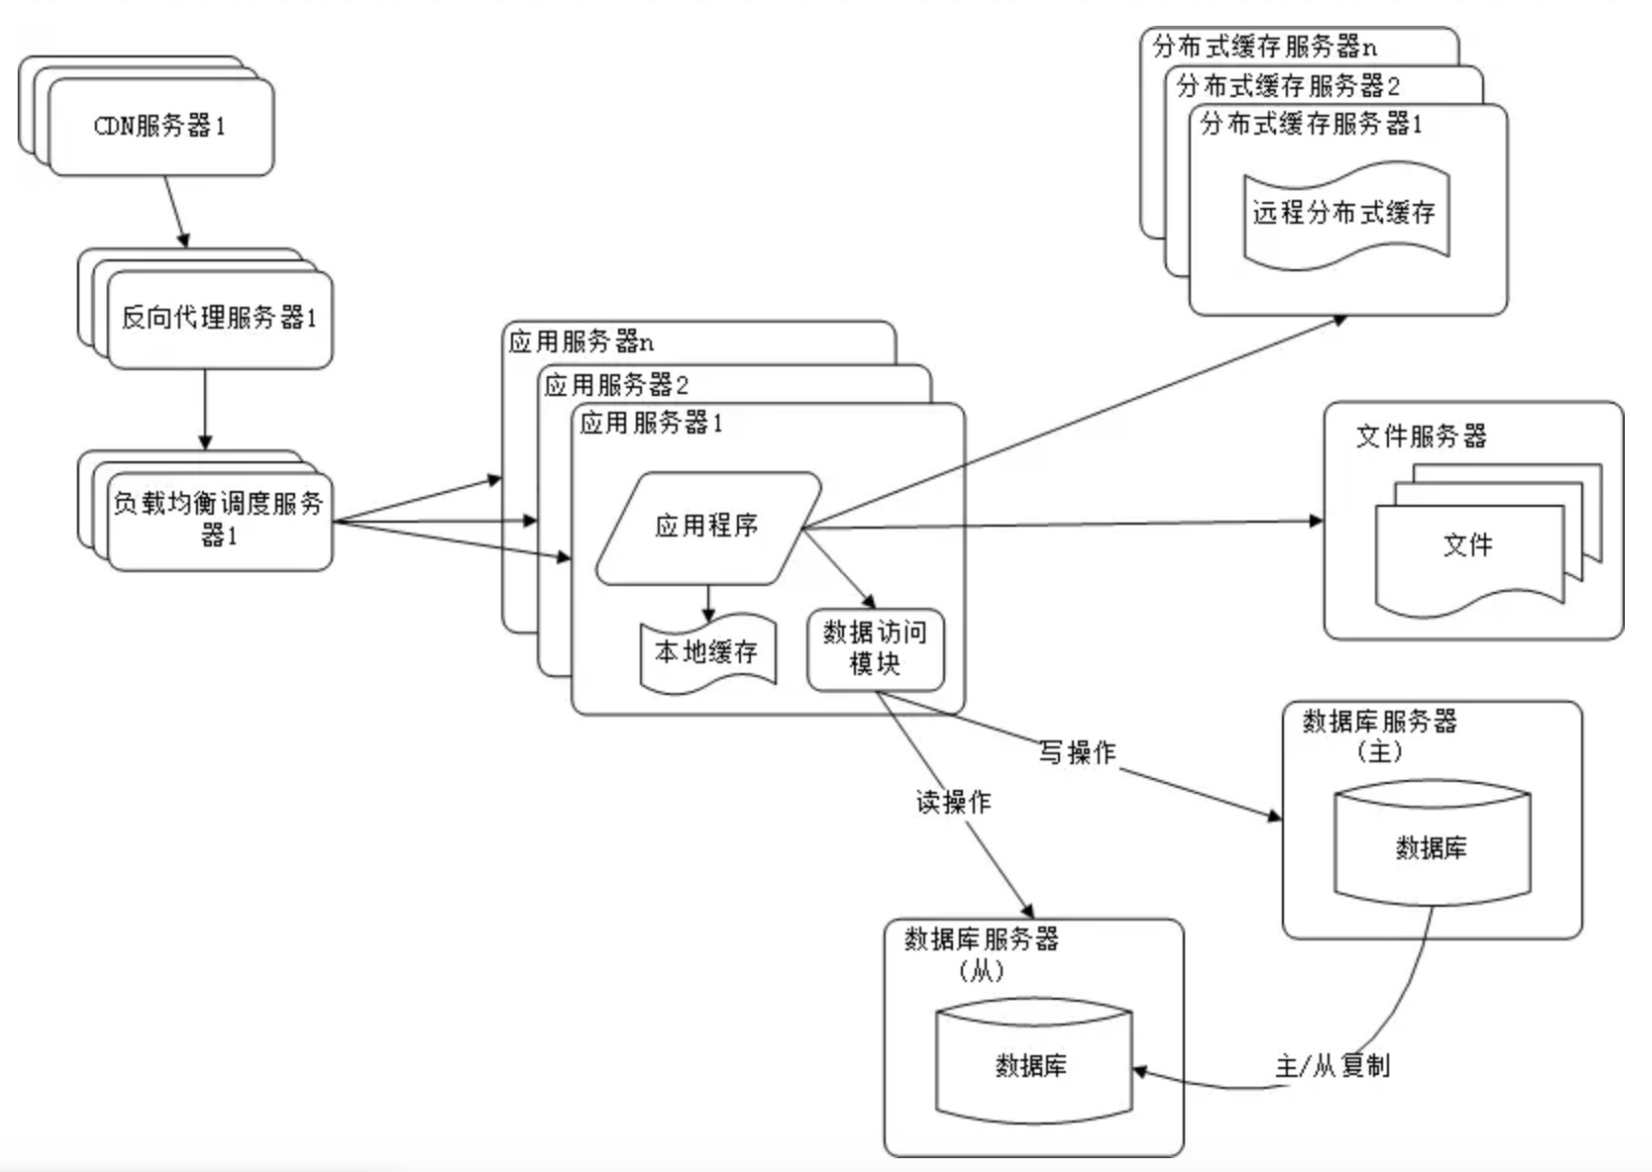 CDN服务器1
反向代理服务器1
负载均衡调度服务
器1
应用服务器n
应用服务器2
应用服务器1
应用程序
本地缓存
数据访问
模块
分布式缓存服务器n
分布式缓存服务器2
分布式缓存服务器1
远程分布式缓存
文件服务器
文件
写操作
读操作
数据库服务器
(主)
数据库
数据库服务器
(从)
数据库
主/从复制